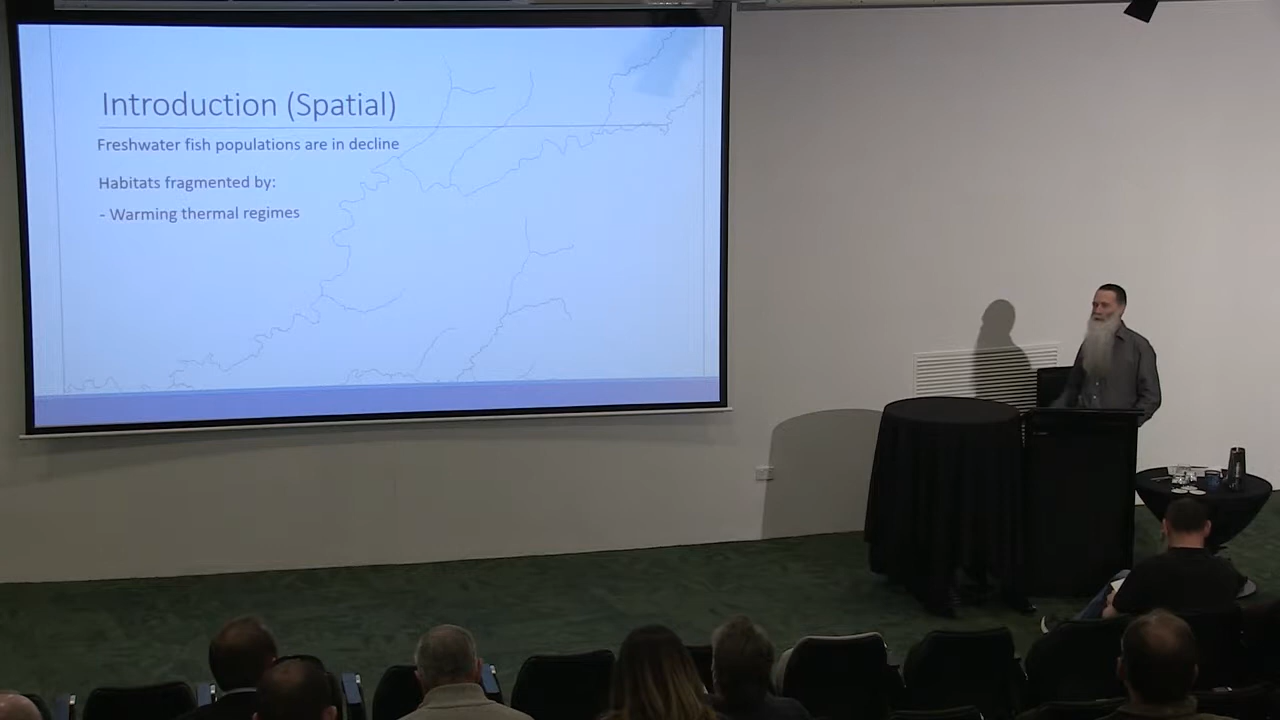 Introduction (Spatial)
Freshwater fish populations are in decline
Habitats fragmented by:
- Warming thermal regimes